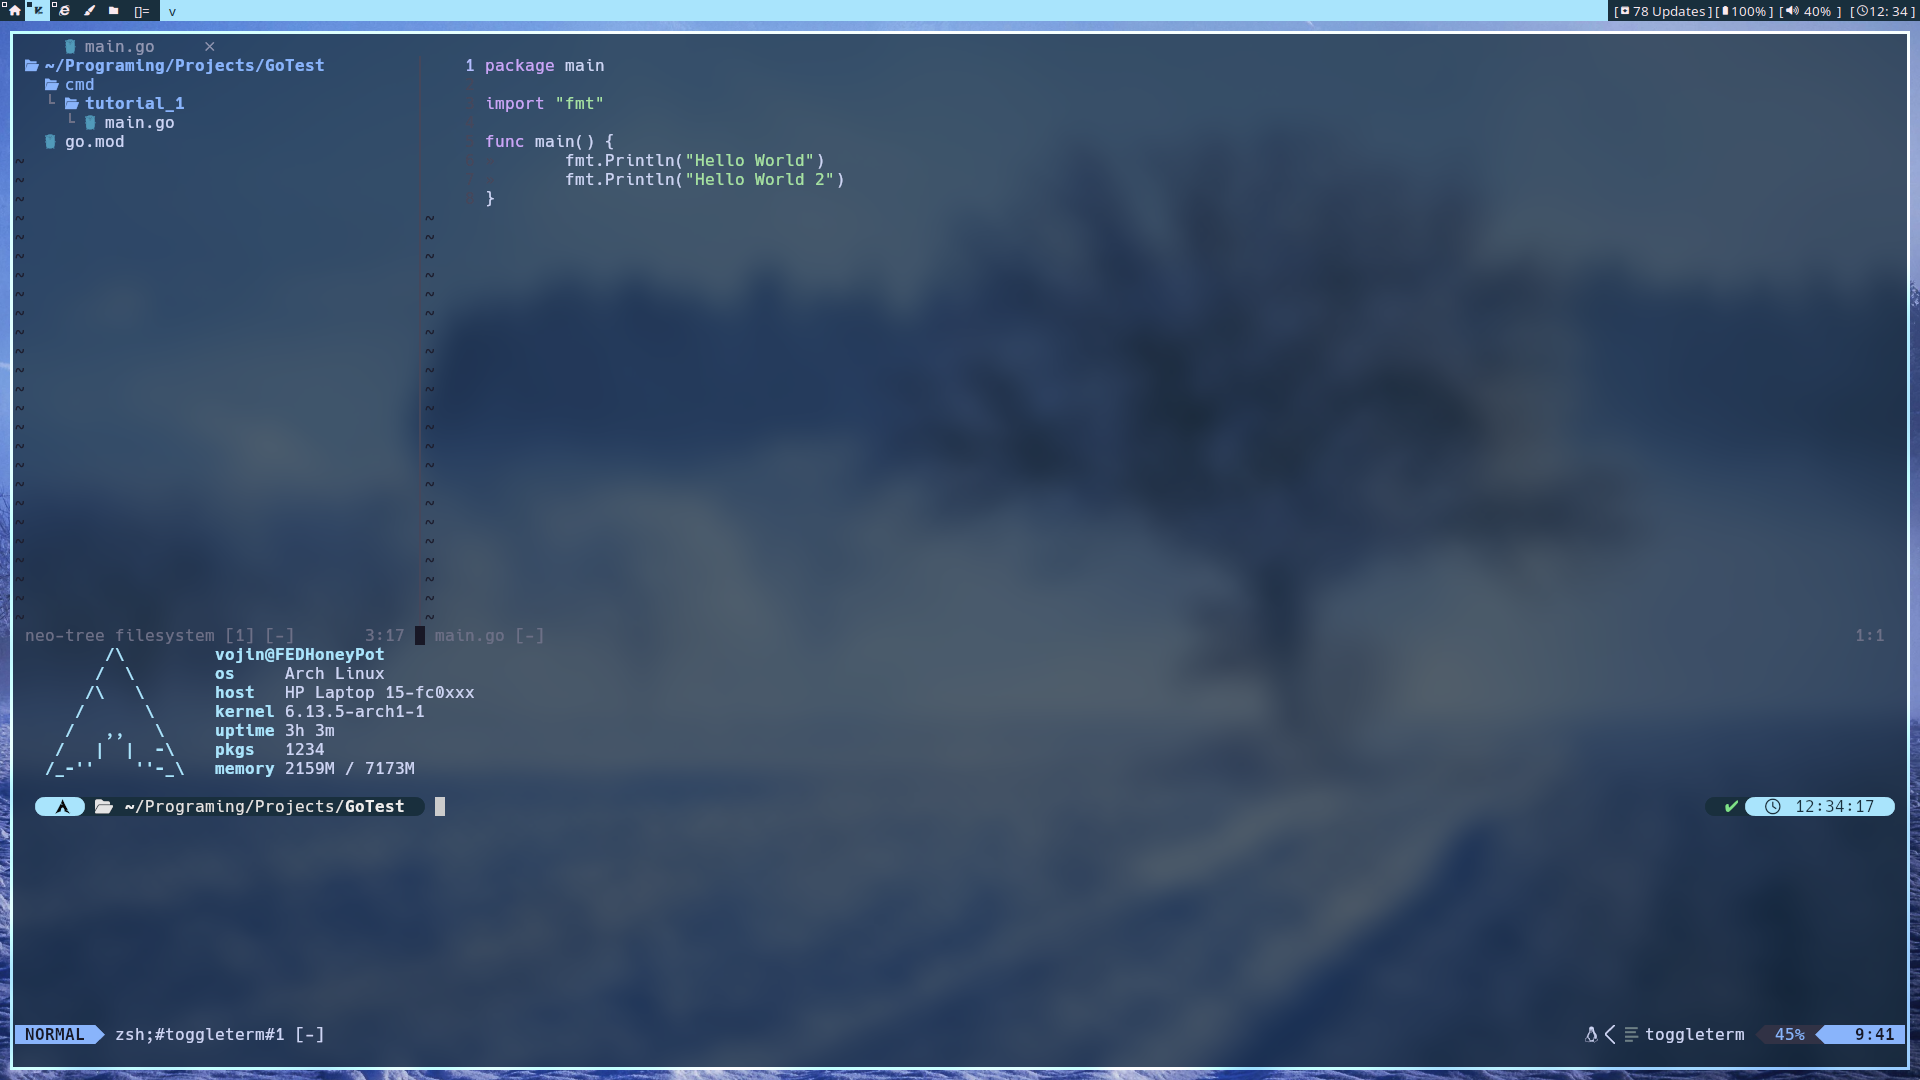 []= v [ 78 Updates] [ 100% ] [ 40% ] [ 12: 34 ]
main.go ×
~/Programing/Projects/GoTest
cmd
└ tutorial_1
└ main.go
go.mod
1 package main
import "fmt"
func main() {
fmt.Println("Hello World")
fmt.Println("Hello World 2")
}
neo-tree filesystem [1] [-] 3:17 main.go [-] 1:1
/\ vojin@FEDHoneyPot
/  \ os Arch Linux
/\   \ host HP Laptop 15-fc0xxx
/      \ kernel 6.13.5-arch1-1
/   ,,   \ uptime 3h 3m
/   |  |  -\ pkgs 1234
/_-''    ''-_\ memory 2159M / 7173M
~/Programing/Projects/GoTest ✔ 12:34:17
NORMAL zsh;#toggleterm#1 [-] toggleterm 45% 9:41